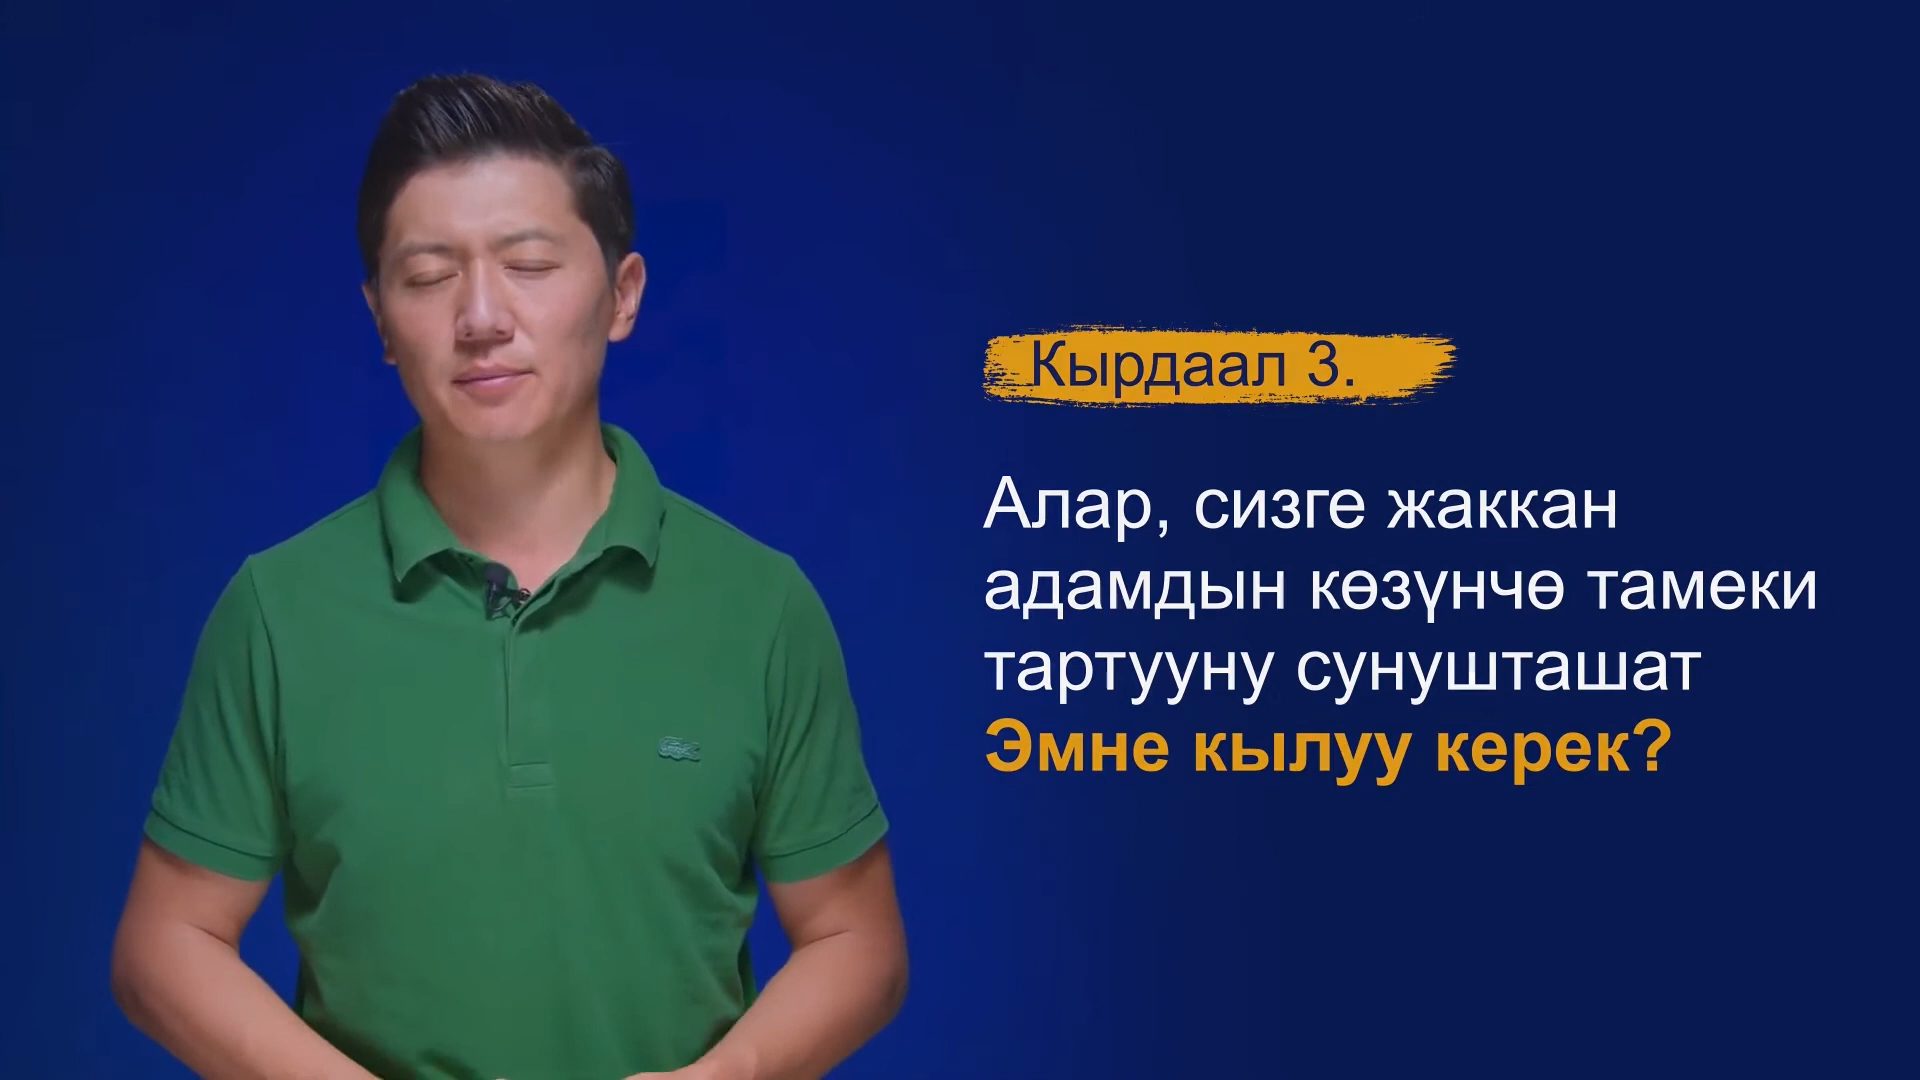 Кырдаал 3.
Алар, сизге жаккан
адамдын көзүнчө тамеки
тартууну сунушташат
Эмне кылуу керек?